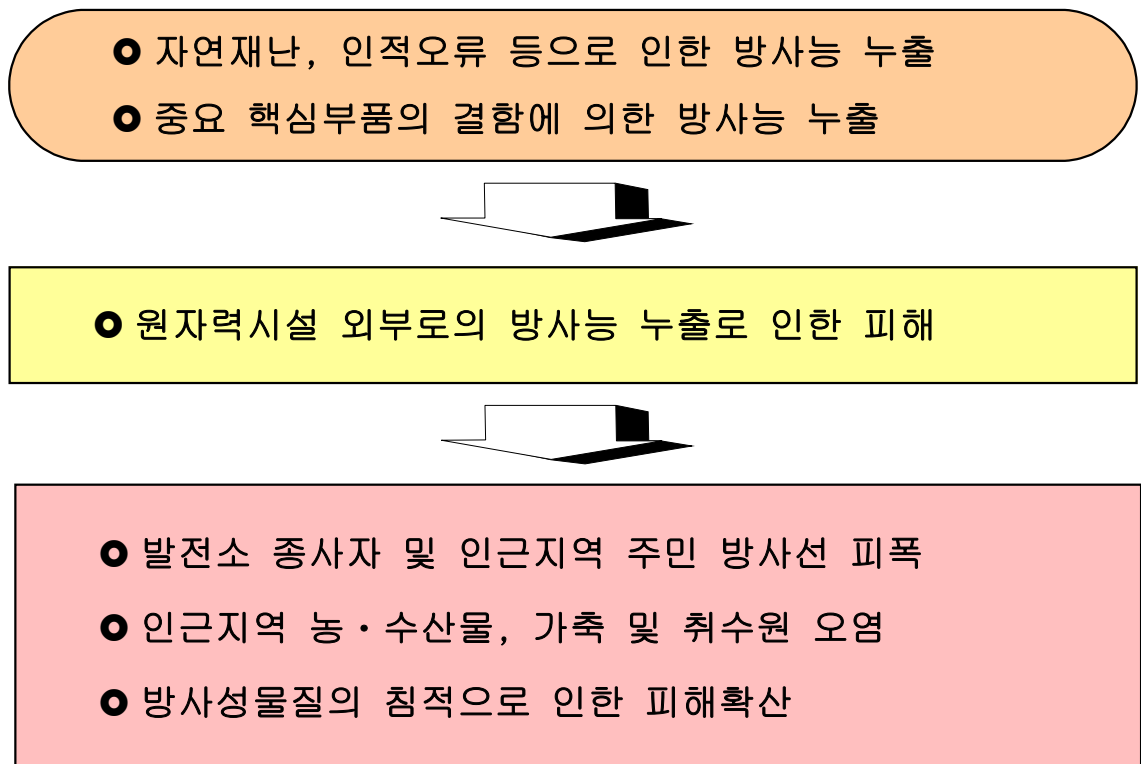 자연재난, 인적오류 등으로 인한 방사능 누출
중요 핵심부품의 결함에 의한 방사능 누출
원자력시설 외부로의 방사능 누출로 인한 피해
발전소 종사자 및 인근지역 주민 방사선 피폭
인근지역 농·수산물, 가축 및 취수원 오염
방사성물질의 침적으로 인한 피해확산